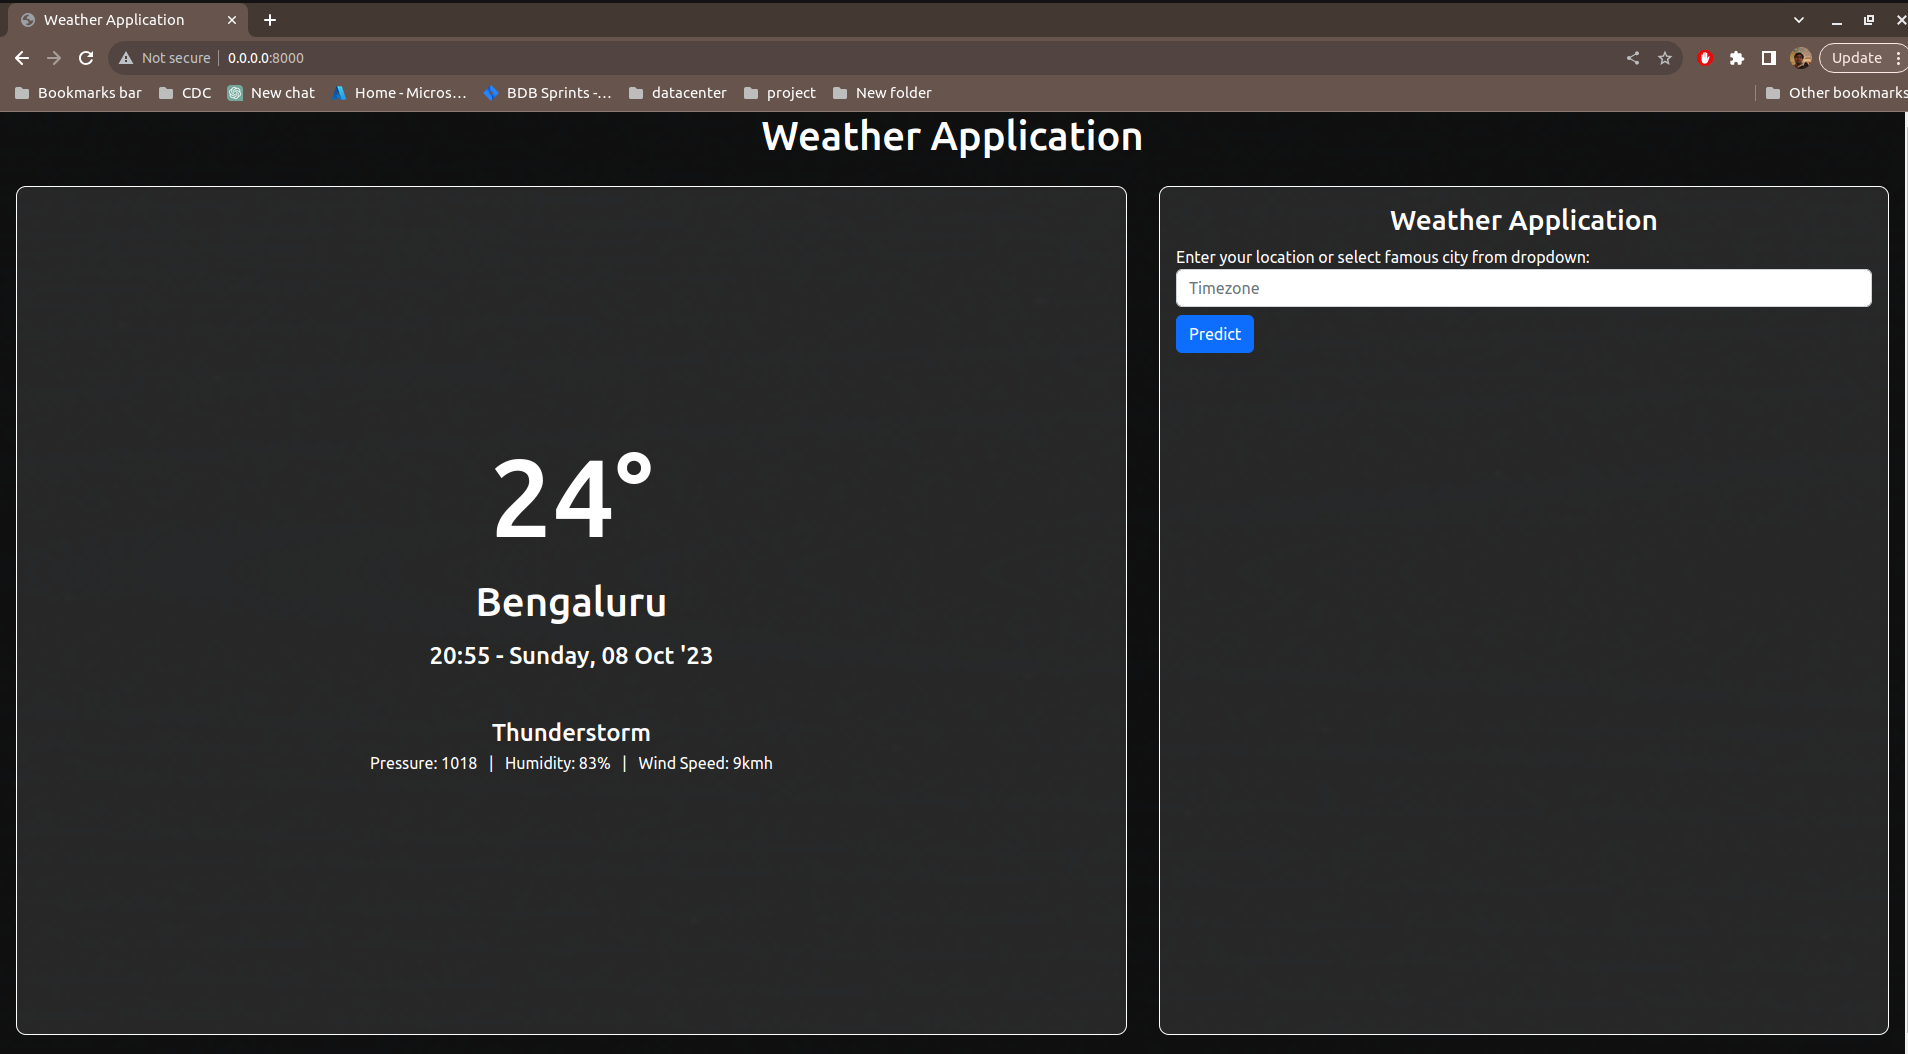 Weather Application
Not secure 0.0.0.0:8000
Update
Bookmarks bar CDC New chat Home - Micros... BDB Sprints -... datacenter project New folder Other bookmarks
Weather Application
24°
Bengaluru
20:55 - Sunday, 08 Oct '23
Thunderstorm
Pressure: 1018 | Humidity: 83% | Wind Speed: 9kmh
Weather Application
Enter your location or select famous city from dropdown:
Timezone
Predict